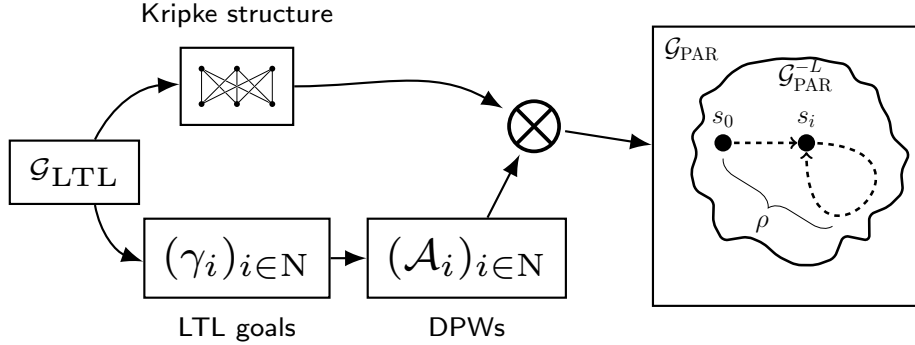 Kripke structure
𝒢_LTL
(γ_i)_{i∈N}
LTL goals
(𝒜_i)_{i∈N}
DPWs
𝒢_PAR
𝒢_PAR^{-L}
s_0
s_i
ρ